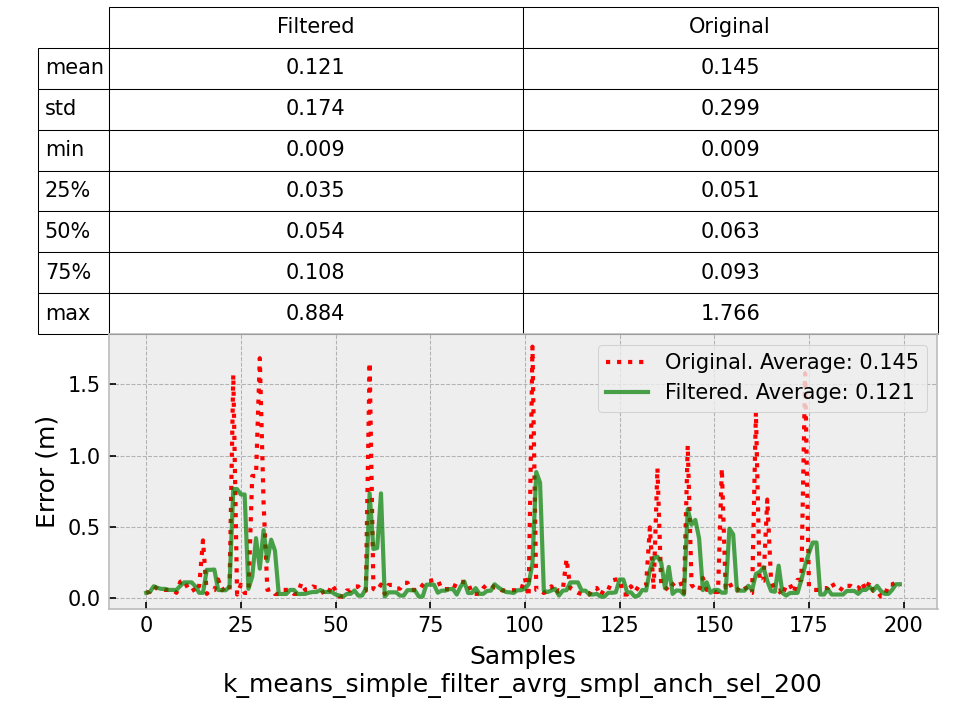 Filtered Original
mean 0.121 0.145
std 0.174 0.299
min 0.009 0.009
25% 0.035 0.051
50% 0.054 0.063
75% 0.108 0.093
max 0.884 1.766
Original. Average: 0.145
Filtered. Average: 0.121
1.5
1.0
0.5
0.0
Error (m)
0 25 50 75 100 125 150 175 200
Samples
k_means_simple_filter_avrg_smpl_anch_sel_200